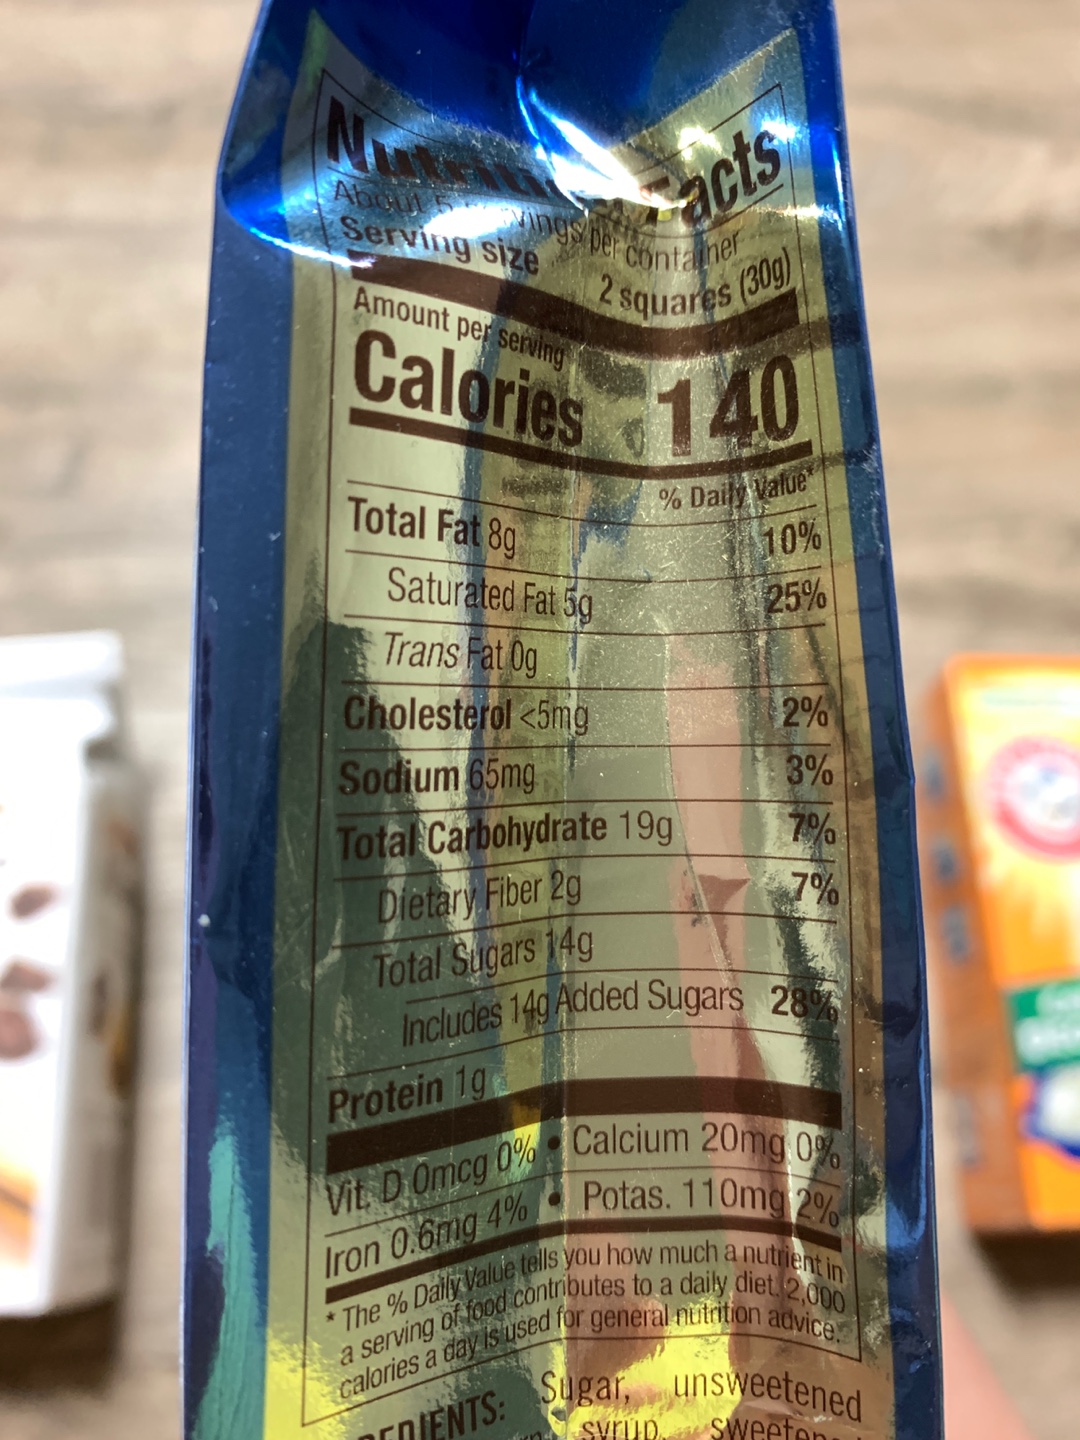 Nutrition Facts
About 5 servings per container
Serving size 2 squares (30g)
Amount per serving
Calories 140
% Daily Value*
Total Fat 8g 10%
Saturated Fat 5g 25%
Trans Fat 0g
Cholesterol <5mg 2%
Sodium 65mg 3%
Total Carbohydrate 19g 7%
Dietary Fiber 2g 7%
Total Sugars 14g
Includes 14g Added Sugars 28%
Protein 1g
Vit. D 0mcg 0% • Calcium 20mg 0%
Iron 0.6mg 4% • Potas. 110mg 2%
* The % Daily Value tells you how much a nutrient in
a serving of food contributes to a daily diet. 2,000
calories a day is used for general nutrition advice.
EDIENTS: Sugar, unsweetened
syrup, sweetened